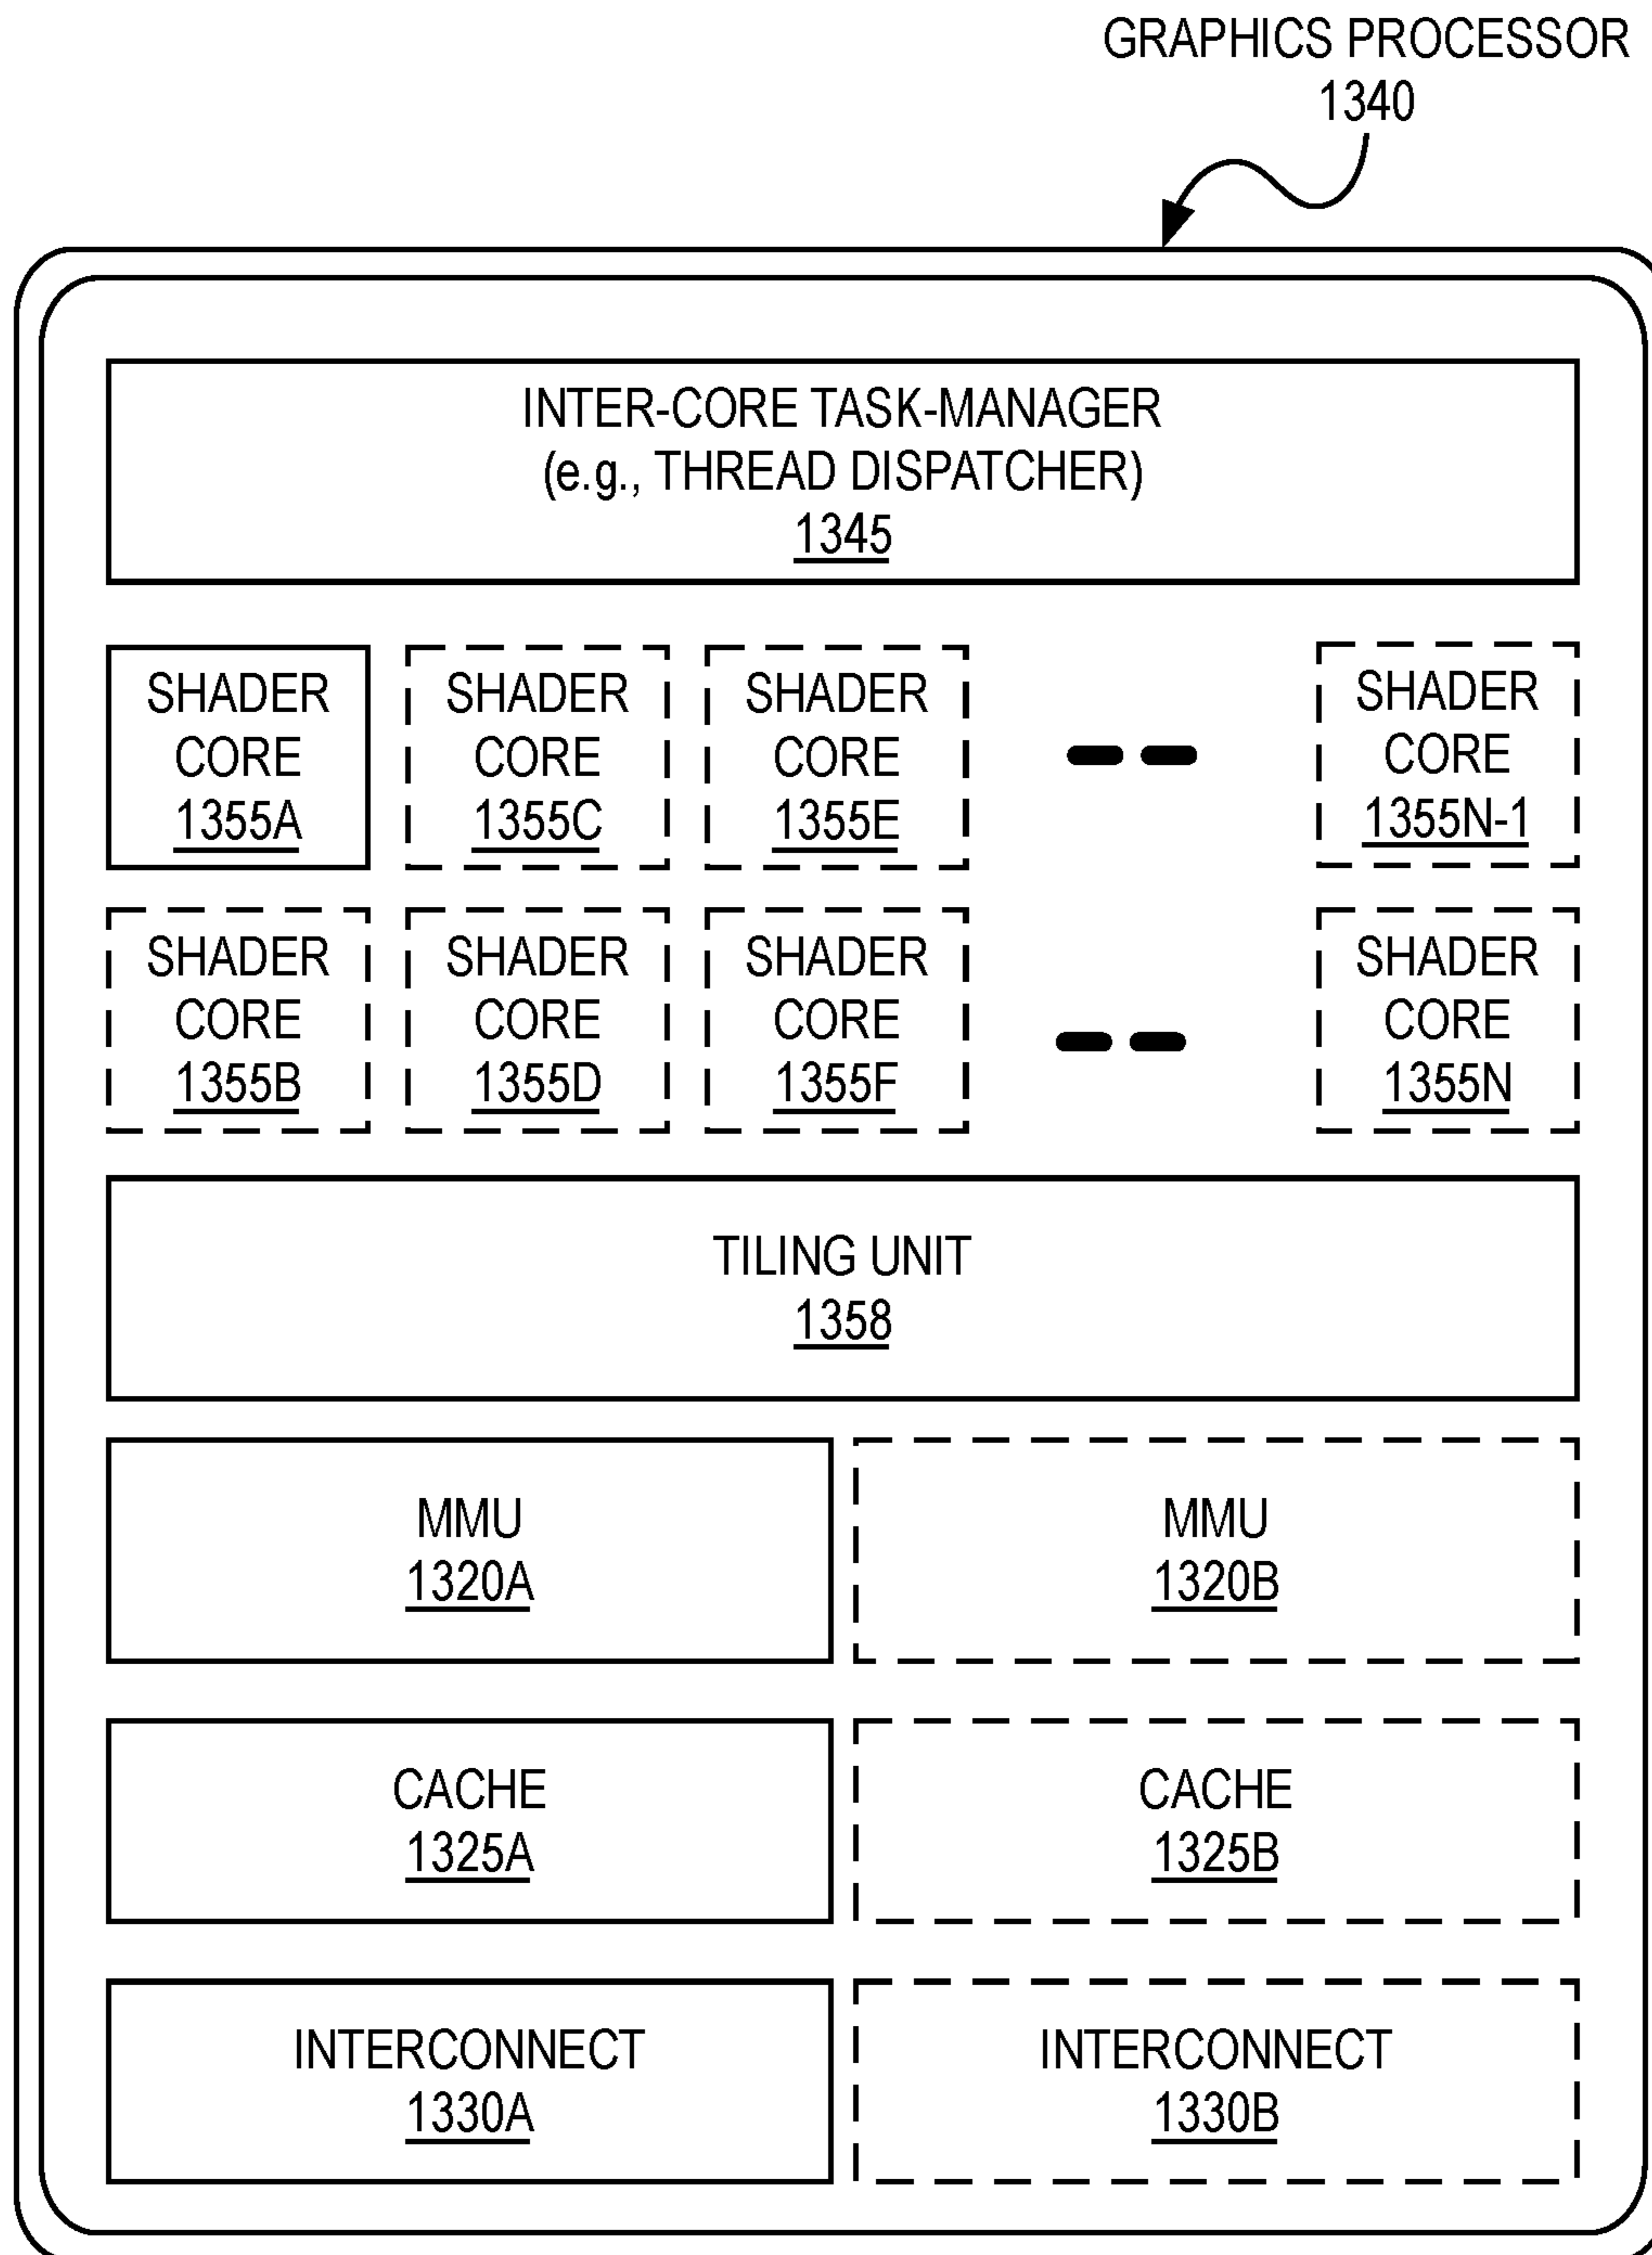 GRAPHICS PROCESSOR
1340
INTER-CORE TASK-MANAGER
(e.g., THREAD DISPATCHER)
1345
SHADER
CORE
1355A
SHADER
CORE
1355C
SHADER
CORE
1355E
SHADER
CORE
1355N-1
SHADER
CORE
1355B
SHADER
CORE
1355D
SHADER
CORE
1355F
SHADER
CORE
1355N
TILING UNIT
1358
MMU
1320A
MMU
1320B
CACHE
1325A
CACHE
1325B
INTERCONNECT
1330A
INTERCONNECT
1330B